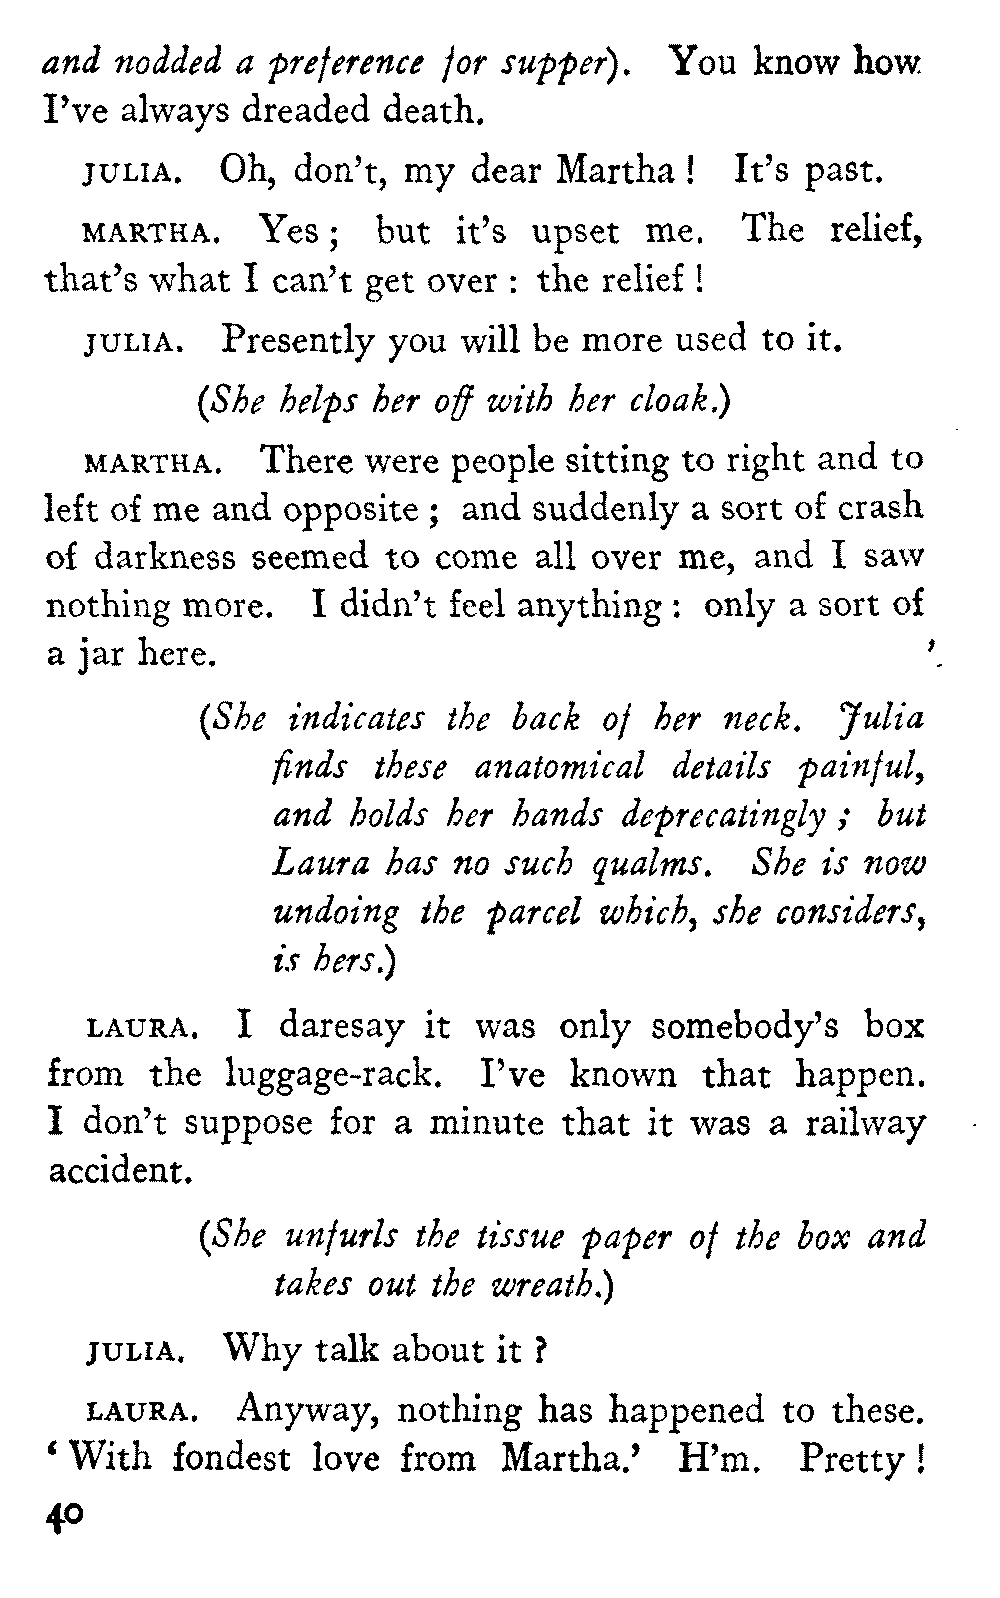 and nodded a preference for supper). You know how
I've always dreaded death.
JULIA. Oh, don't, my dear Martha ! It's past.
MARTHA. Yes ; but it's upset me. The relief,
that's what I can't get over : the relief !
JULIA. Presently you will be more used to it.
(She helps her off with her cloak.)
MARTHA. There were people sitting to right and to
left of me and opposite ; and suddenly a sort of crash
of darkness seemed to come all over me, and I saw
nothing more. I didn't feel anything : only a sort of
a jar here.
(She indicates the back of her neck. Julia
finds these anatomical details painful,
and holds her hands deprecatingly ; but
Laura has no such qualms. She is now
undoing the parcel which, she considers,
is hers.)
LAURA. I daresay it was only somebody's box
from the luggage-rack. I've known that happen.
I don't suppose for a minute that it was a railway
accident.
(She unfurls the tissue paper of the box and
takes out the wreath.)
JULIA. Why talk about it ?
LAURA. Anyway, nothing has happened to these.
‘ With fondest love from Martha.’ H'm. Pretty !
40